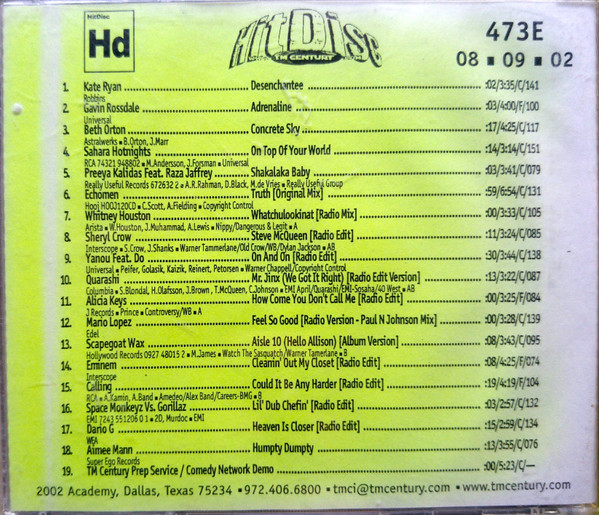 HitDisc
Hd
HitDisc
TM CENTURY
473E
08 ■ 09 ■ 02
1. Kate Ryan Desenchantee :02/3:35/C/141
Robbins
2. Gavin Rossdale Adrenaline :03/4:00/F/100
Universal
3. Beth Orton Concrete Sky :17/4:25/C/117
Astralwerks ■ B.Orton, J.Marr
4. Sahara Hotnights On Top Of Your World :14/3:14/C/151
RCA 74321 948802 ■ M.Andersson, J.Forsman ■ Universal
5. Preeya Kalidas Feat. Raza Jaffrey Shakalaka Baby :03/3:41/C/079
Really Useful Records 672632 2 ■ A.R.Rahman, D.Black, M.de Vries ■ Really Useful Group
6. Echomen Truth [Original Mix] :59/6:54/C/131
Hooj HOOJ120CD ■ C.Scott, A.Fielding ■ Copyright Control
7. Whitney Houston Whatchulookinat [Radio Mix] :00/3:33/C/105
Arista ■ W.Houston, J.Muhammad, A.Lewis ■ Nippy/Dangerous & Legit ■ A
8. Sheryl Crow Steve McQueen [Radio Edit] :11/3:24/C/085
Interscope ■ S.Crow, J.Shanks ■ Warner Tammerlane/Old Crow/WB/Dylan Jackson ■ AB
9. Yanou Feat. Do On And On [Radio Edit] :30/3:44/C/138
Universal ■ Peifer, Golasik, Kaizik, Reinert, Petorsen ■ Warner Chappell/Copyright Control
10. Quarashi Mr. Jinx (We Got It Right) [Radio Edit Version] :13/3:22/C/087
Columbia ■ S.Blondal, H.Olafsson, J.Brown, T.McQueen, C.Johnson ■ EMI April/Quarashi/EMI-Sosaha/40 West ■ AB
11. Alicia Keys How Come You Don't Call Me [Radio Edit] :00/3:25/F/084
J Records ■ Prince ■ Controversy/WB ■ A
12. Mario Lopez Feel So Good [Radio Version - Paul N Johnson Mix] :00/3:28/C/139
Edel
13. Scapegoat Wax Aisle 10 (Hello Allison) [Album Version] :08/3:43/C/095
Hollywood Records 0927 48015 2 ■ M.James ■ Watch The Sasquatch/Warner Tamerlane ■ B
14. Eminem Cleanin' Out My Closet [Radio Edit] :08/4:25/F/074
Interscope
15. Calling Could It Be Any Harder [Radio Edit] :19/4:19/F/104
RCA ■ A.Kamin, A.Band ■ Amedeo/Alex Band/Careers-BMG ■ B
16. Space Monkeyz Vs. Gorillaz Lil' Dub Chefin' [Radio Edit] :03/2:57/C/132
EMI 7243 551206 0 1 ■ 2D, Murdoc ■ EMI
17. Dario G Heaven Is Closer [Radio Edit] :15/2:59/C/134
WEA
18. Aimee Mann Humpty Dumpty :13/3:55/C/076
Super Ego Records
19. TM Century Prep Service / Comedy Network Demo :00/5:23/C/—
2002 Academy, Dallas, Texas 75234 ■ 972.406.6800 ■ tmci@tmcentury.com ■ www.tmcentury.com